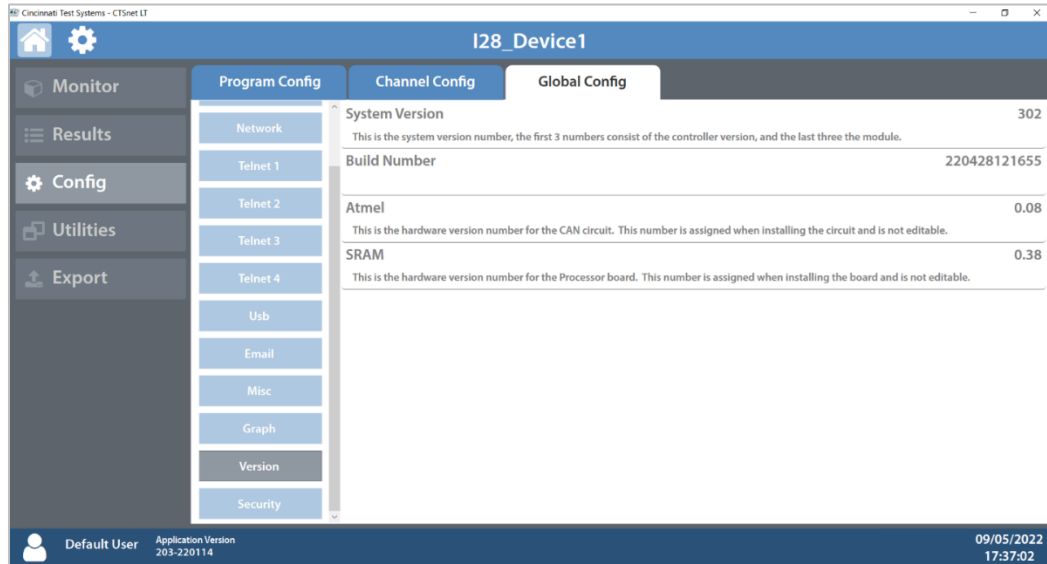 Cincinnati Test Systems - CTSnet LT
I28_Device1
Monitor
Results
Config
Utilities
Export
Program Config
Channel Config
Global Config
Network
Telnet 1
Telnet 2
Telnet 3
Telnet 4
Usb
Email
Misc
Graph
Version
Security
System Version 302
This is the system version number, the first 3 numbers consist of the controller version, and the last three the module.
Build Number 220428121655
Atmel 0.08
This is the hardware version number for the CAN circuit. This number is assigned when installing the circuit and is not editable.
SRAM 0.38
This is the hardware version number for the Processor board. This number is assigned when installing the board and is not editable.
Default User
Application Version
203-220114
09/05/2022
17:37:02